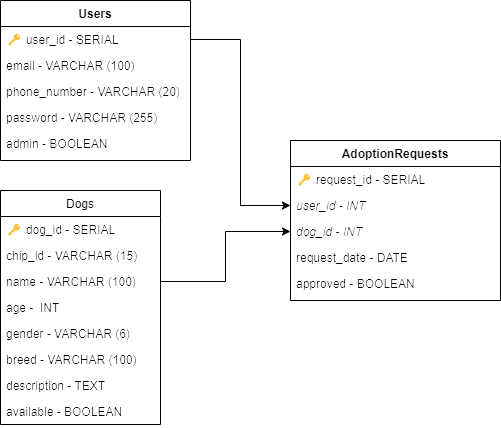 Users
user_id - SERIAL
email - VARCHAR (100)
phone_number - VARCHAR (20)
password - VARCHAR (255)
admin - BOOLEAN
Dogs
dog_id - SERIAL
chip_id - VARCHAR (15)
name - VARCHAR (100)
age - INT
gender - VARCHAR (6)
breed - VARCHAR (100)
description - TEXT
available - BOOLEAN
AdoptionRequests
request_id - SERIAL
user_id - INT
dog_id - INT
request_date - DATE
approved - BOOLEAN